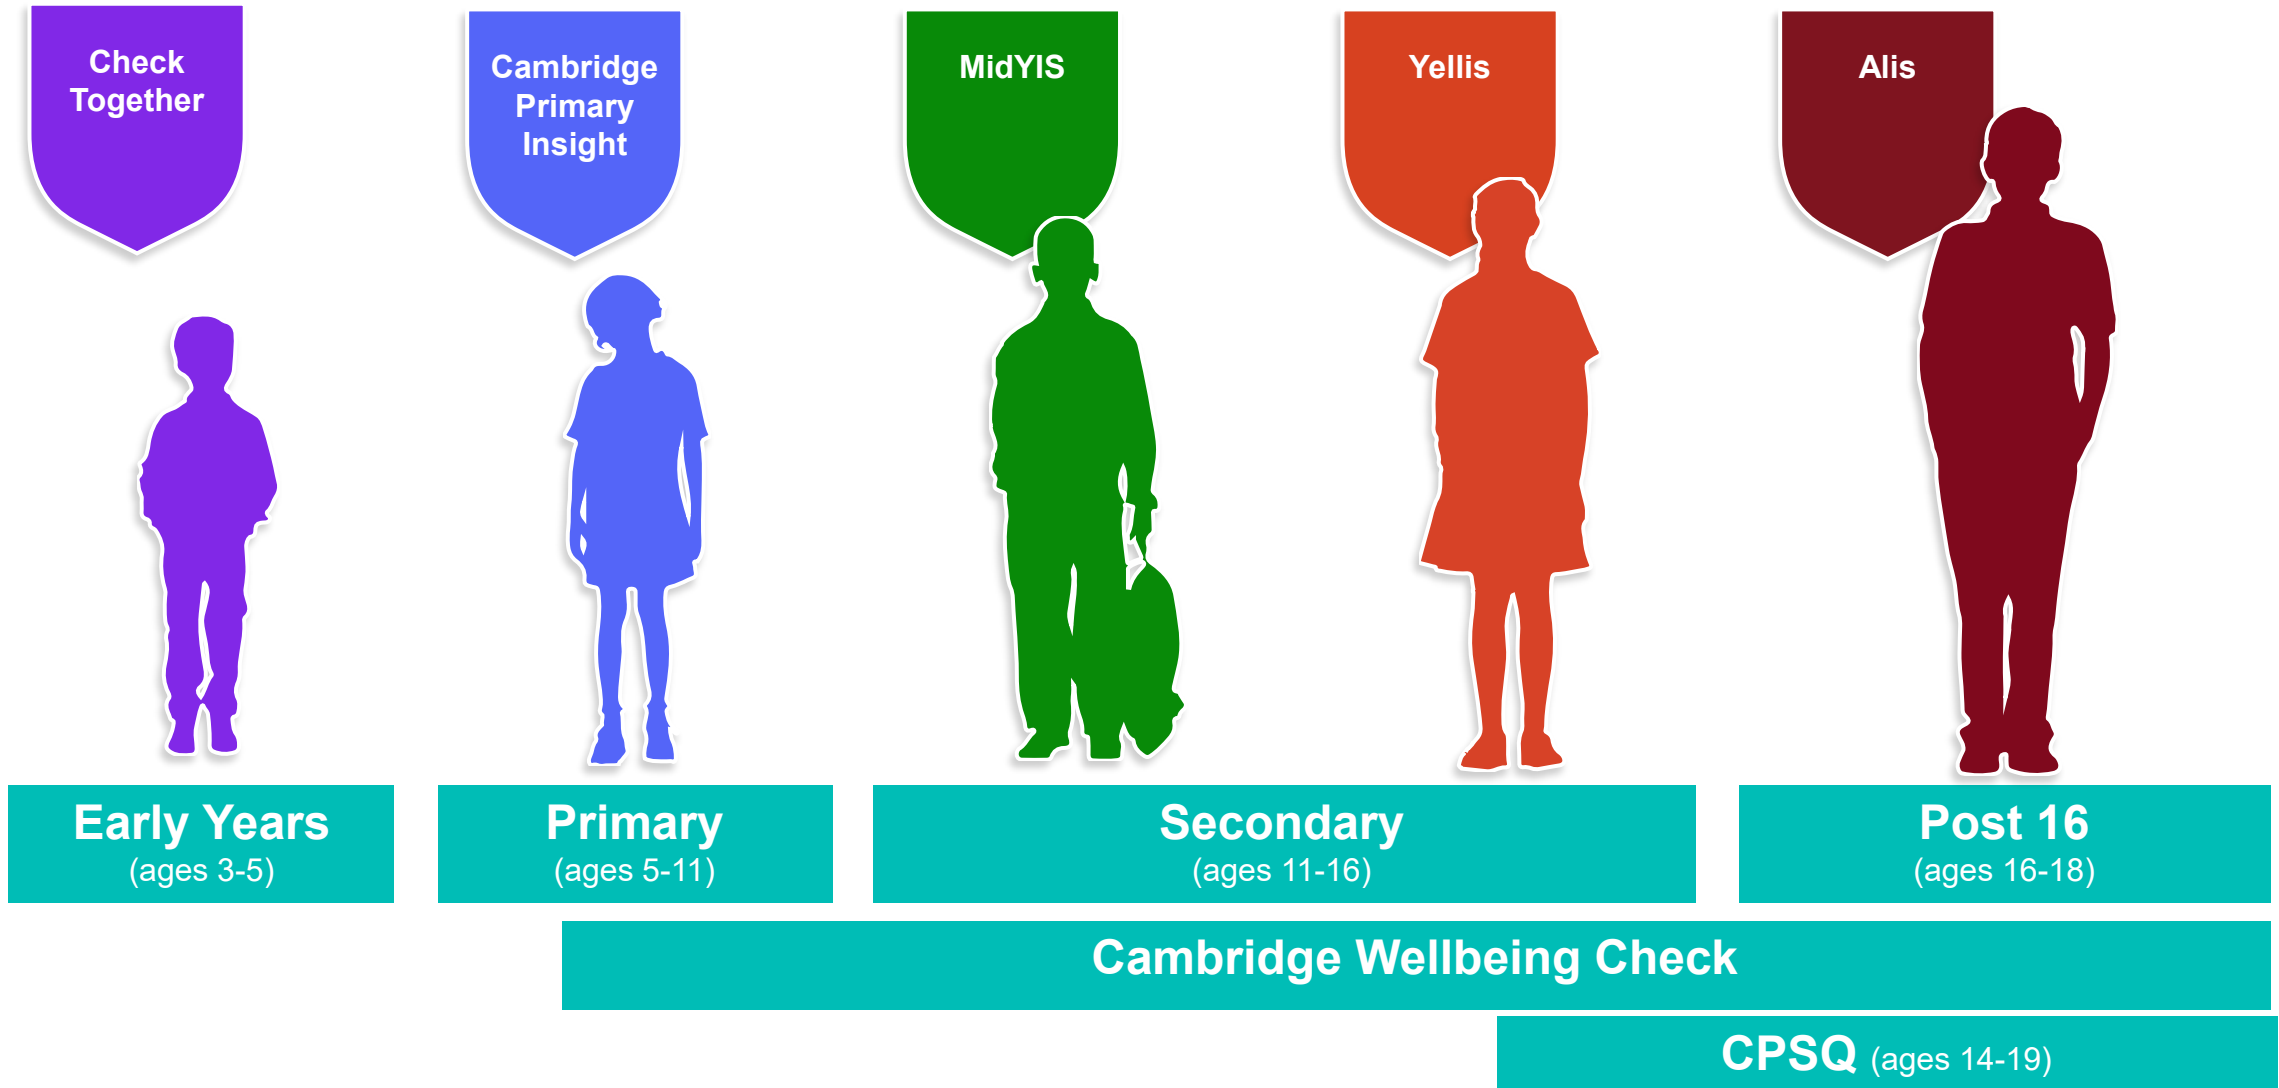 Check
Together
Cambridge
Primary
Insight
MidYIS
Yellis
Alis
Early Years
(ages 3-5)
Primary
(ages 5-11)
Secondary
(ages 11-16)
Post 16
(ages 16-18)
Cambridge Wellbeing Check
CPSQ (ages 14-19)